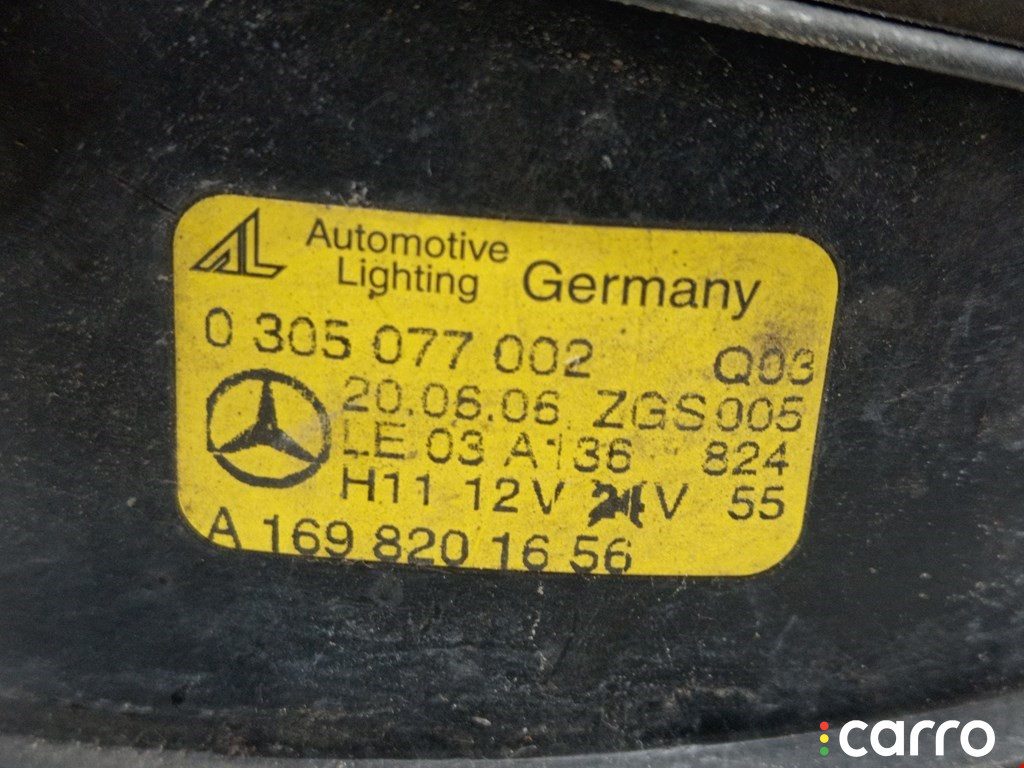 AL Automotive Lighting Germany
0 305 077 002 Q03
20.06.06 ZGS 005
LE 03 A136 824
H11 12V 24V 55
A 169 820 16 56
carro